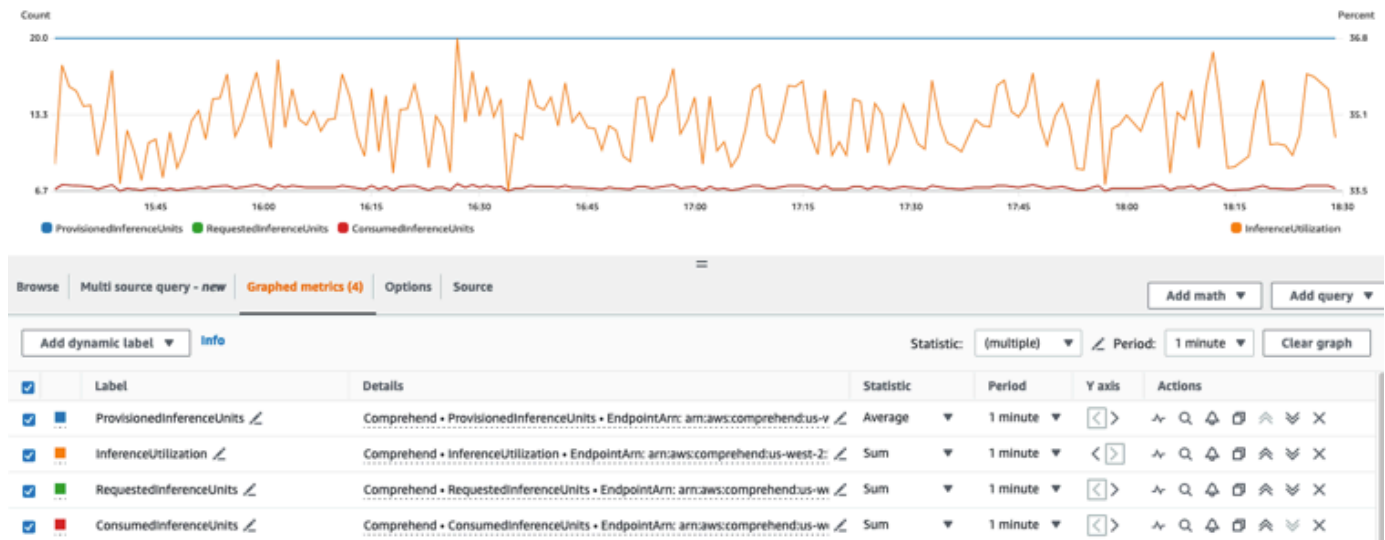 Count Percent
20.0 36.8
13.3 35.1
6.7 33.5
15:45 16:00 16:15 16:30 16:45 17:00 17:15 17:30 17:45 18:00 18:15 18:30
ProvisionedInferenceUnits RequestedInferenceUnits ConsumedInferenceUnits InferenceUtilization
=
Browse Multi source query - new Graphed metrics (4) Options Source
Add math ▼ Add query ▼
Add dynamic label ▼ Info Statistic: (multiple) ▼ Period: 1 minute ▼ Clear graph
Label Details Statistic Period Y axis Actions
ProvisionedInferenceUnits Comprehend • ProvisionedInferenceUnits • EndpointArn: arn:aws:comprehend:us-w Average ▼ 1 minute ▼ < >
InferenceUtilization Comprehend • InferenceUtilization • EndpointArn: arn:aws:comprehend:us-west-2: Sum ▼ 1 minute ▼ < >
RequestedInferenceUnits Comprehend • RequestedInferenceUnits • EndpointArn: arn:aws:comprehend:us-we Sum ▼ 1 minute ▼ < >
ConsumedInferenceUnits Comprehend • ConsumedInferenceUnits • EndpointArn: arn:aws:comprehend:us-we Sum ▼ 1 minute ▼ < >